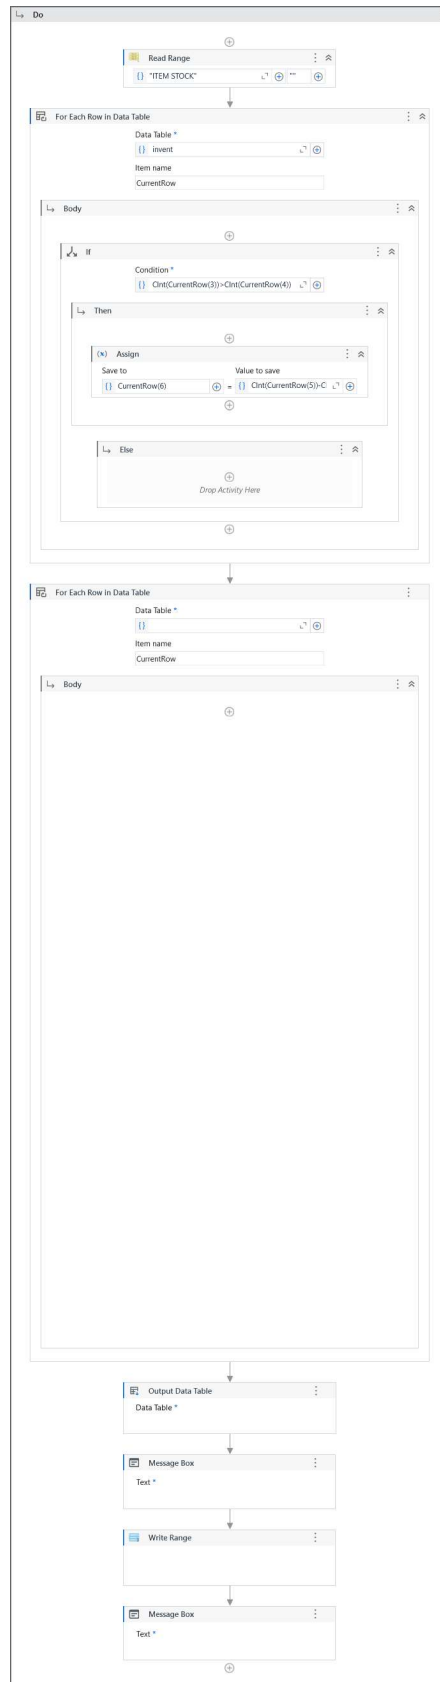 Do
Read Range
"ITEM STOCK" ""
For Each Row in Data Table
Data Table *
invent
Item name
CurrentRow
Body
If
Condition *
CInt(CurrentRow(3))>CInt(CurrentRow(4))
Then
(x) Assign
Save to Value to save
CurrentRow(6) = CInt(CurrentRow(5))-C
Else
Drop Activity Here
For Each Row in Data Table
Data Table *
Item name
CurrentRow
Body
Output Data Table
Data Table *
Message Box
Text *
Write Range
Message Box
Text *